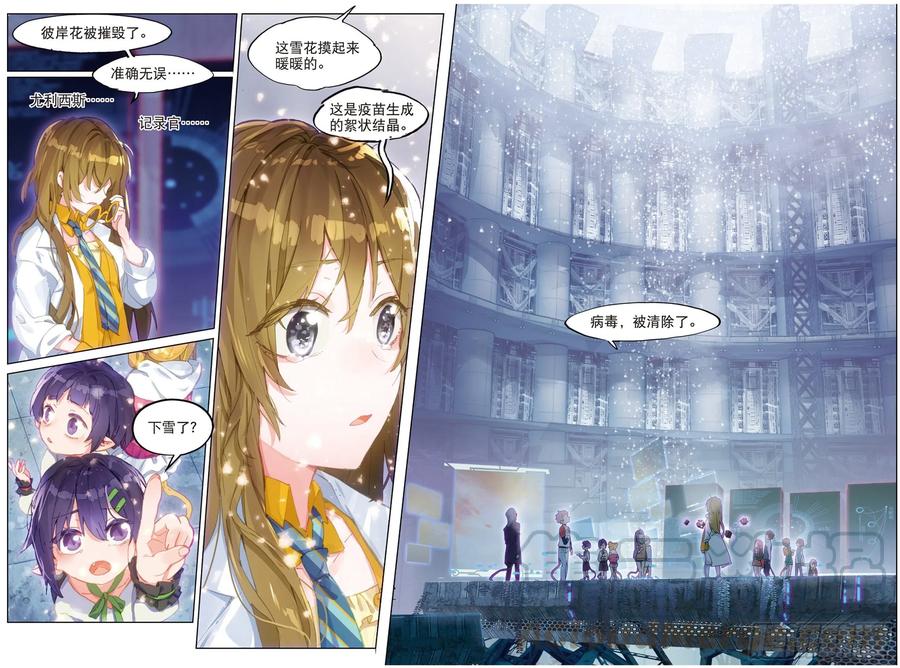 彼岸花被摧毁了。
准确无误……
尤利西斯……
记录官……
下雪了？
这雪花摸起来
暖暖的。
这是疫苗生成
的絮状结晶。
病毒，被清除了。